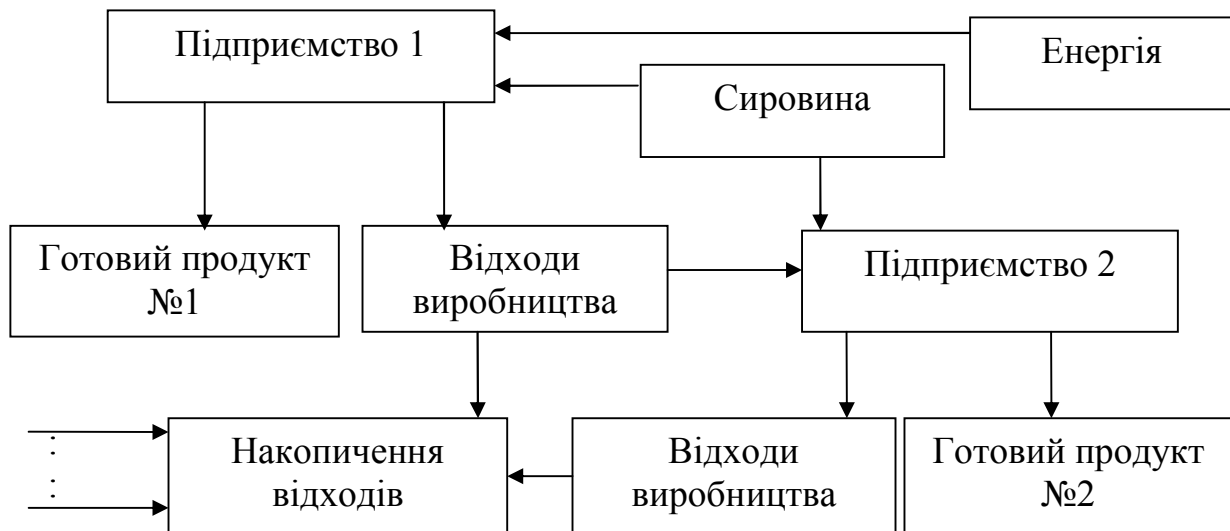 Підприємство 1
Енергія
Сировина
Готовий продукт
№1
Відходи
виробництва
Підприємство 2
Накопичення
відходів
Відходи
виробництва
Готовий продукт
№2